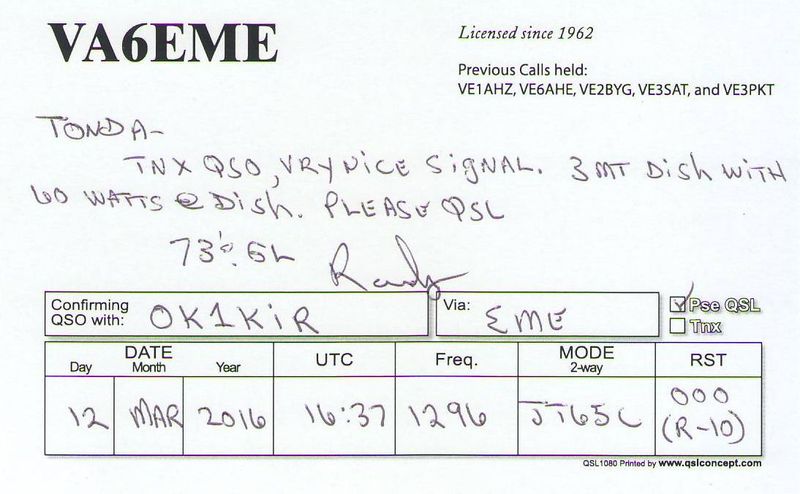 VA6EME
Licensed since 1962
Previous Calls held:
VE1AHZ, VE6AHE, VE2BYG, VE3SAT, and VE3PKT
TONDA-
TNX QSO, VRY NICE SIGNAL. 3MT DISH WITH
60 WATTS @ DISH. PLEASE QSL
73's. GL Randy
Confirming QSO with: OK1KIR Via: EME Pse QSL
Tnx
DATE UTC Freq. MODE RST
Day Month Year 2-way
12 MAR 2016 16:37 1296 JT65C OOO
(R-10)
QSL1080 Printed by www.qslconcept.com